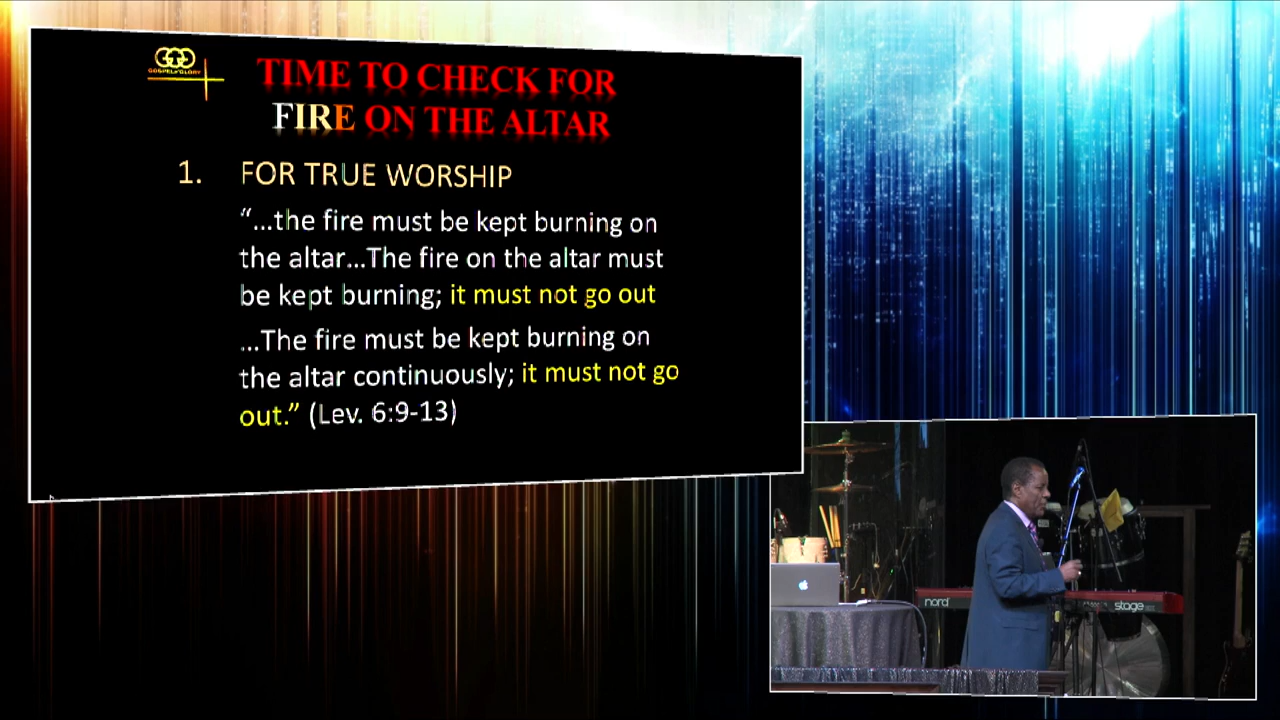 GOSPEL GLORY
TIME TO CHECK FOR
FIRE ON THE ALTAR
1. FOR TRUE WORSHIP
“...the fire must be kept burning on
the altar...The fire on the altar must
be kept burning; it must not go out
...The fire must be kept burning on
the altar continuously; it must not go
out.” (Lev. 6:9-13)
nord
stage